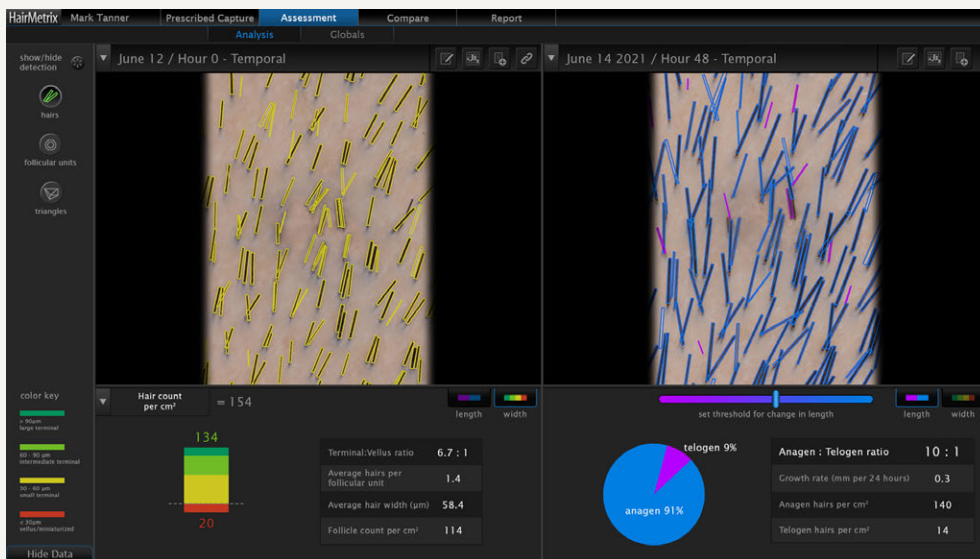 HairMetrix Mark Tanner Prescribed Capture Assessment Compare Report
Analysis Globals
show/hide
detection
hairs
follicular units
triangles
June 12 / Hour 0 - Temporal
June 14 2021 / Hour 48 - Temporal
color key
> 90µm
large terminal
60 - 90 µm
intermediate terminal
30 - 60 µm
small terminal
< 30µm
vellus/miniaturized
Hide Data
Hair count
per cm²
= 154
length width
134
20
Terminal:Vellus ratio 6.7 : 1
Average hairs per
follicular unit 1.4
Average hair width (µm) 58.4
Follicle count per cm² 114
set threshold for change in length
length width
telogen 9%
anagen 91%
Anagen : Telogen ratio 10 : 1
Growth rate (mm per 24 hours) 0.3
Anagen hairs per cm² 140
Telogen hairs per cm² 14